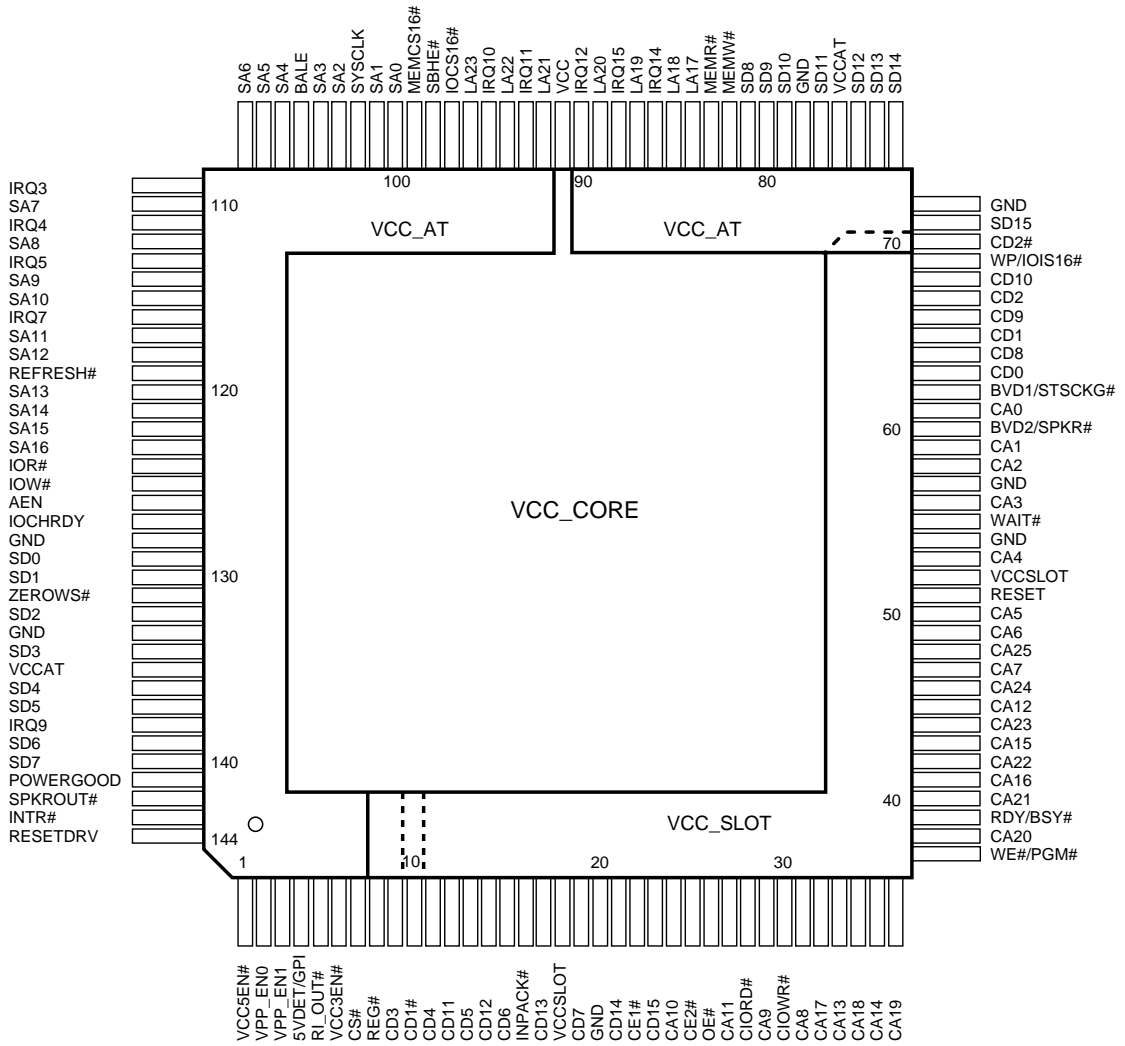 SA6
SA5
SA4
BALE
SA3
SA2
SYSCLK
SA1
SA0
MEMCS16#
SBHE#
IOCS16#
LA23
IRQ10
LA22
IRQ11
LA21
VCC
IRQ12
LA20
IRQ15
LA19
IRQ14
LA18
LA17
MEMR#
MEMW#
SD8
SD9
SD10
GND
SD11
VCCAT
SD12
SD13
SD14
IRQ3
SA7
IRQ4
SA8
IRQ5
SA9
SA10
IRQ7
SA11
SA12
REFRESH#
SA13
SA14
SA15
SA16
IOR#
IOW#
AEN
IOCHRDY
GND
SD0
SD1
ZEROWS#
SD2
GND
SD3
VCCAT
SD4
SD5
IRQ9
SD6
SD7
POWERGOOD
SPKROUT#
INTR#
RESETDRV
110
120
130
140
144
100
90
80
VCC_AT
VCC_AT
VCC_CORE
VCC_SLOT
70
60
50
40
1
10
20
30
GND
SD15
CD2#
WP/IOIS16#
CD10
CD2
CD9
CD1
CD8
CD0
BVD1/STSCKG#
CA0
BVD2/SPKR#
CA1
CA2
GND
CA3
WAIT#
GND
CA4
VCCSLOT
RESET
CA5
CA6
CA25
CA7
CA24
CA12
CA23
CA15
CA22
CA16
CA21
RDY/BSY#
CA20
WE#/PGM#
VCC5EN#
VPP_EN0
VPP_EN1
5VDET/GPI
RI_OUT#
VCC3EN#
CS#
REG#
CD3
CD1#
CD4
CD11
CD5
CD12
CD6
INPACK#
CD13
VCCSLOT
CD7
GND
CD14
CE1#
CD15
CA10
CE2#
OE#
CA11
CIORD#
CA9
CIOWR#
CA8
CA17
CA13
CA18
CA14
CA19